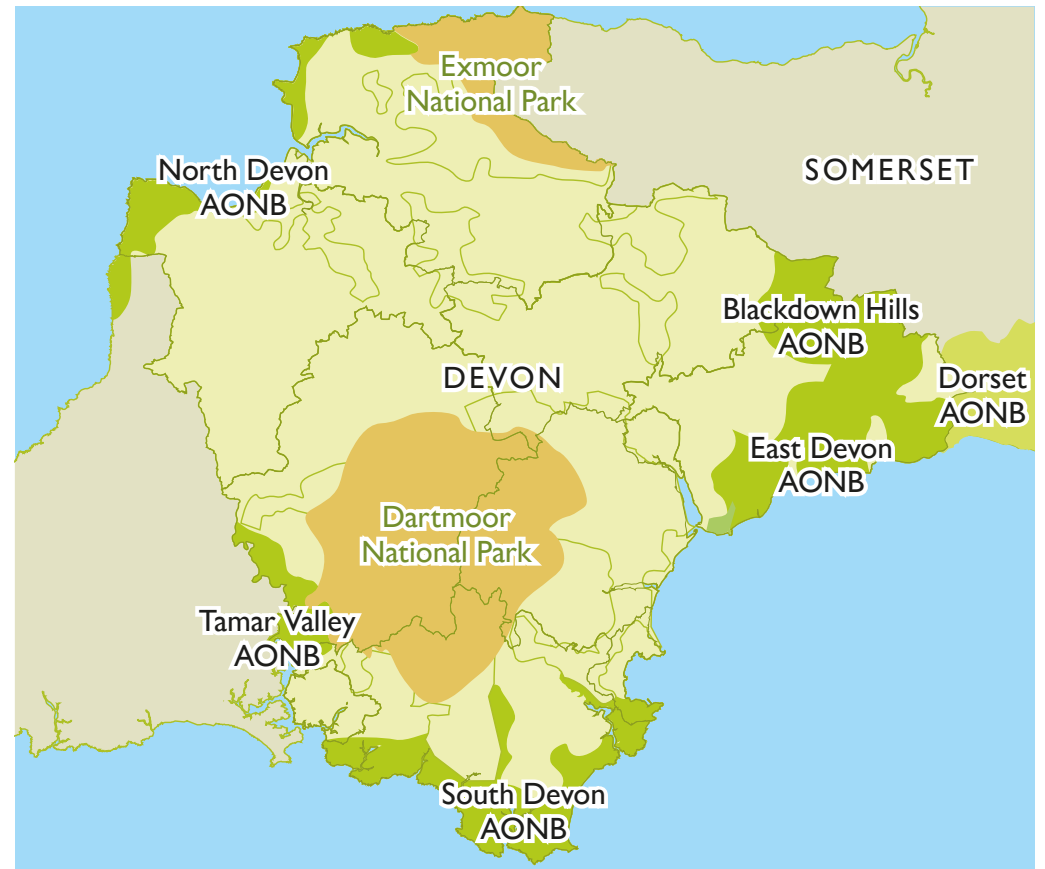 Exmoor
National Park
North Devon
AONB
SOMERSET
Blackdown Hills
AONB
DEVON
Dorset
AONB
East Devon
AONB
Dartmoor
National Park
Tamar Valley
AONB
South Devon
AONB